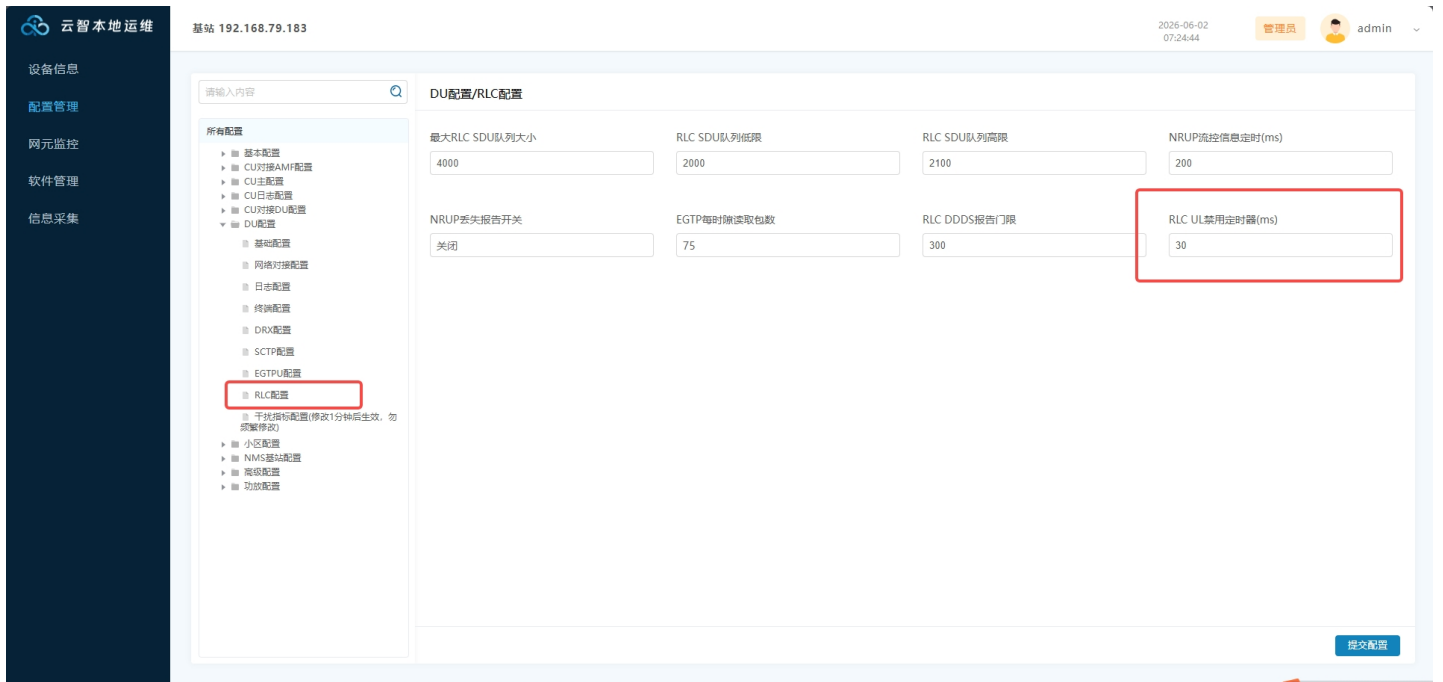 云智本地运维
基站 192.168.79.183
2026-06-02
07:24:44
管理员
admin
设备信息
配置管理
网元监控
软件管理
信息采集
请输入内容
所有配置
基本配置
CU对接AMF配置
CU主配置
CU日志配置
CU对接DU配置
DU配置
基础配置
网络对接配置
日志配置
终端配置
DRX配置
SCTP配置
EGTPU配置
RLC配置
干扰指标配置(修改1分钟后生效，勿
频繁修改)
小区配置
NMS基站配置
高级配置
功放配置
DU配置/RLC配置
最大RLC SDU队列大小
RLC SDU队列低限
RLC SDU队列高限
NRUP流控信息定时(ms)
4000
2000
2100
200
NRUP丢失报告开关
EGTP每时隙读取包数
RLC DDDS报告门限
RLC UL禁用定时器(ms)
关闭
75
300
30
提交配置